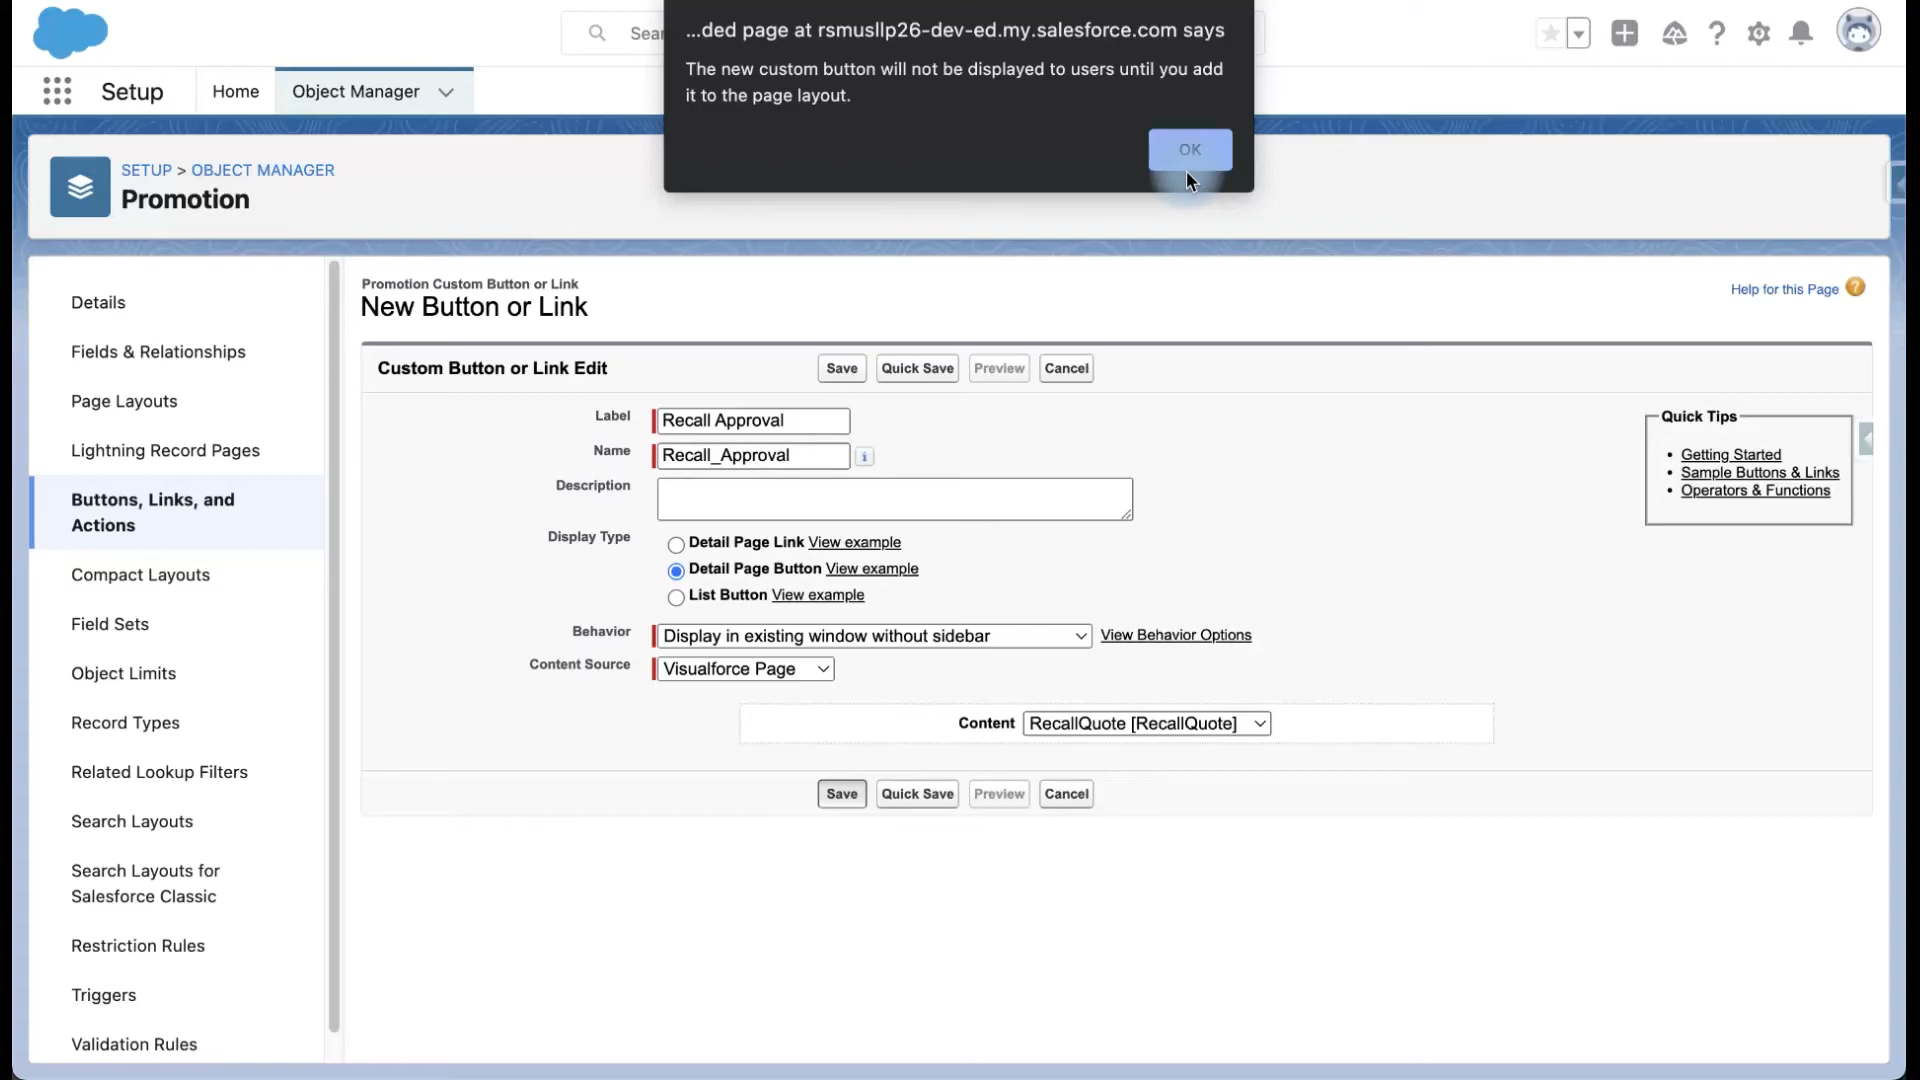 Sear
...ded page at rsmusllp26-dev-ed.my.salesforce.com says
The new custom button will not be displayed to users until you add
it to the page layout.
OK
Setup
Home
Object Manager
SETUP > OBJECT MANAGER
Promotion
Details
Fields & Relationships
Page Layouts
Lightning Record Pages
Buttons, Links, and
Actions
Compact Layouts
Field Sets
Object Limits
Record Types
Related Lookup Filters
Search Layouts
Search Layouts for
Salesforce Classic
Restriction Rules
Triggers
Validation Rules
Promotion Custom Button or Link
New Button or Link
Help for this Page ?
Custom Button or Link Edit
Save
Quick Save
Preview
Cancel
Label
Recall Approval
Name
Recall_Approval
i
Description
Display Type
Detail Page Link View example
Detail Page Button View example
List Button View example
Behavior
Display in existing window without sidebar
View Behavior Options
Content Source
Visualforce Page
Content
RecallQuote [RecallQuote]
Save
Quick Save
Preview
Cancel
Quick Tips
• Getting Started
• Sample Buttons & Links
• Operators & Functions